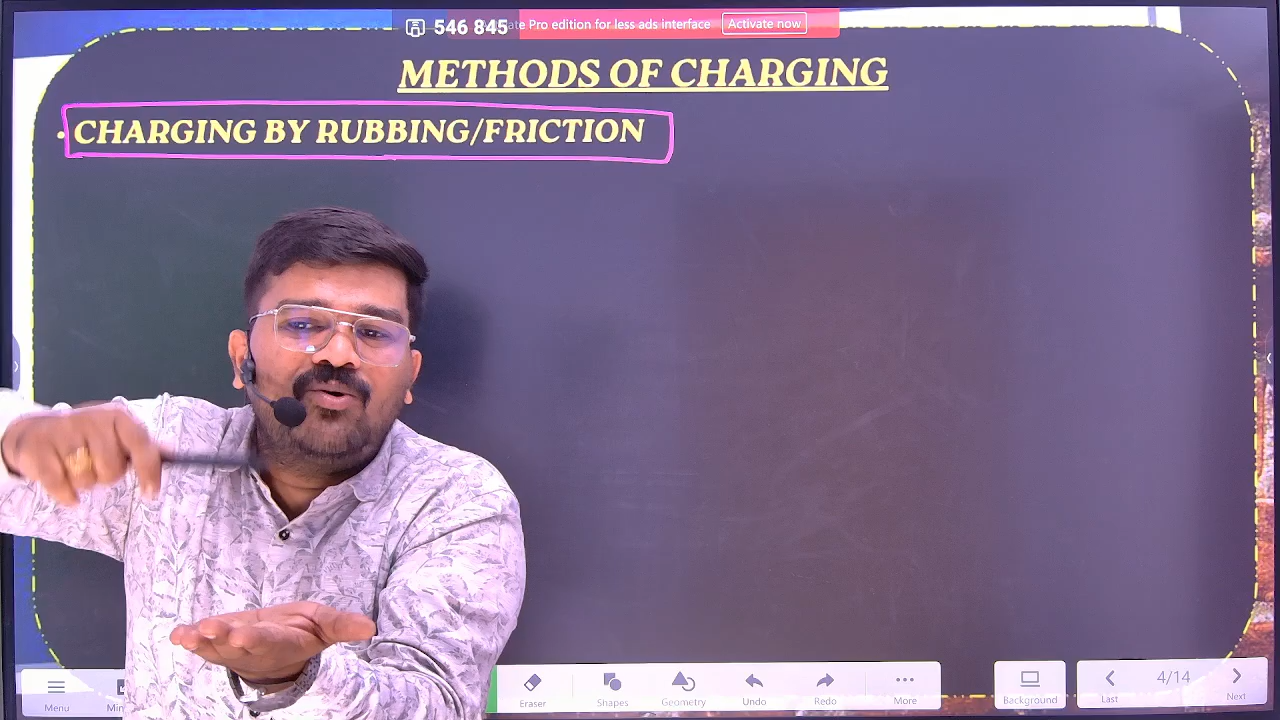 546 845
Pro edition for less ads interface Activate now
METHODS OF CHARGING
• CHARGING BY RUBBING/FRICTION
Menu
Eraser Shapes Geometry Undo Redo More
Background
Last 4/14 Next